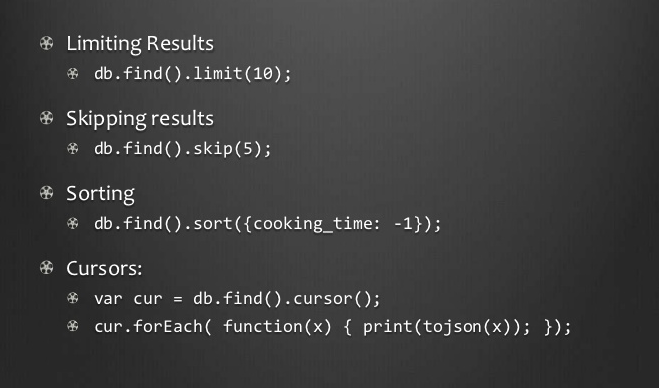 Limiting Results
db.find().limit(10);
Skipping results
db.find().skip(5);
Sorting
db.find().sort({cooking_time: -1});
Cursors:
var cur = db.find().cursor();
cur.forEach( function(x) { print(tojson(x)); });